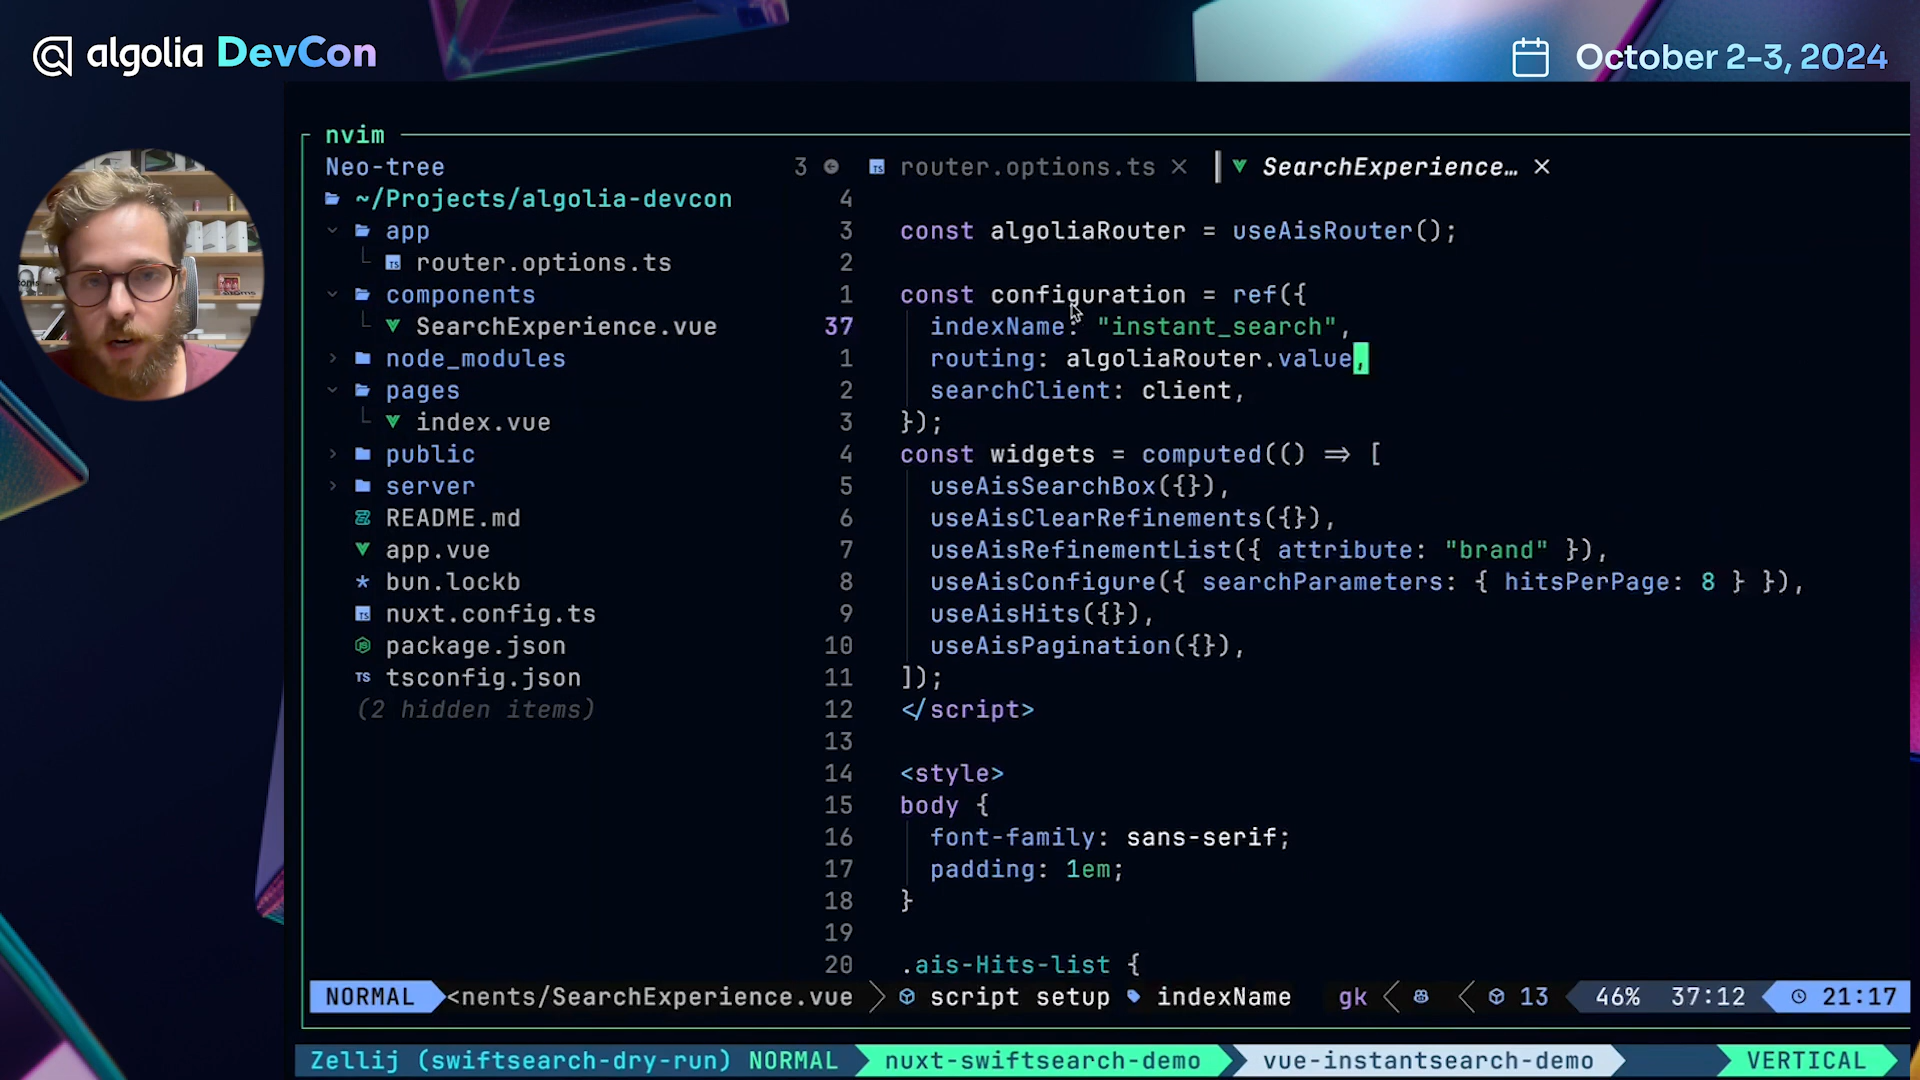 algolia DevCon
October 2-3, 2024
nvim
Neo-tree
~/Projects/algolia-devcon
app
router.options.ts
components
SearchExperience.vue
node_modules
pages
index.vue
public
server
README.md
app.vue
bun.lockb
nuxt.config.ts
package.json
tsconfig.json
(2 hidden items)
3 router.options.ts × SearchExperience… ×
4
3 const algoliaRouter = useAisRouter();
2
1 const configuration = ref({
37 indexName: "instant_search",
1 routing: algoliaRouter.value,
2 searchClient: client,
3 });
4 const widgets = computed(() => [
5 useAisSearchBox({}),
6 useAisClearRefinements({}),
7 useAisRefinementList({ attribute: "brand" }),
8 useAisConfigure({ searchParameters: { hitsPerPage: 8 } }),
9 useAisHits({}),
10 useAisPagination({}),
11 ]);
12 </script>
13
14 <style>
15 body {
16 font-family: sans-serif;
17 padding: 1em;
18 }
19
20 .ais-Hits-list {
NORMAL <nents/SearchExperience.vue script setup indexName gk 13 46% 37:12 21:17
Zellij (swiftsearch-dry-run) NORMAL nuxt-swiftsearch-demo vue-instantsearch-demo VERTICAL